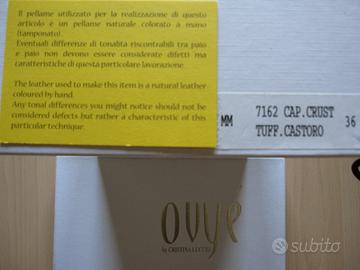 Il pellame utilizzato per la realizzazione di questo
articolo è un pellame naturale colorato a mano
(tamponato).
Eventuali differenze di tonalità riscontrabili tra paio
e paio non devono essere considerate difetti ma
caratteristiche di questa particolare lavorazione.
The leather used to make this item is a natural leather
coloured by hand.
Any tonal differences you might notice should not be
considered defects but rather a characteristic of this
particular technique.
MM
7162 CAP.CRUST
TUFF.CASTORO
36
ovyé
by CRISTINA LUCCHI
subito